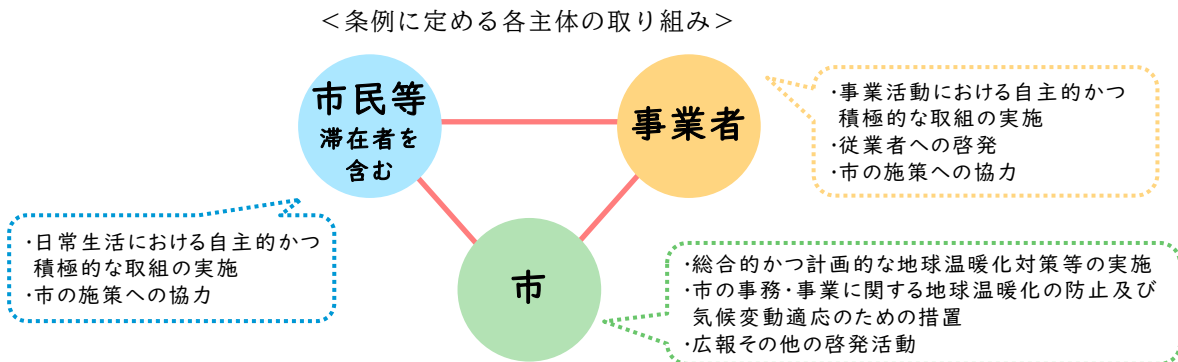 ＜条例に定める各主体の取り組み＞
市民等
滞在者を
含む
事業者
・事業活動における自主的かつ
積極的な取組の実施
・従業者への啓発
・市の施策への協力
・日常生活における自主的かつ
積極的な取組の実施
・市の施策への協力
市
・総合的かつ計画的な地球温暖化対策等の実施
・市の事務・事業に関する地球温暖化の防止及び
気候変動適応のための措置
・広報その他の啓発活動